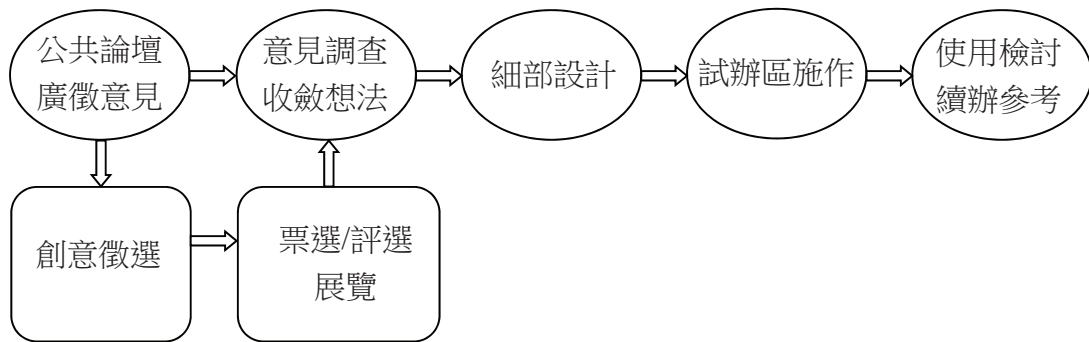 公共論壇
廣徵意見
意見調查
收斂想法
細部設計
試辦區施作
使用檢討
續辦參考
創意徵選
票選/評選
展覽